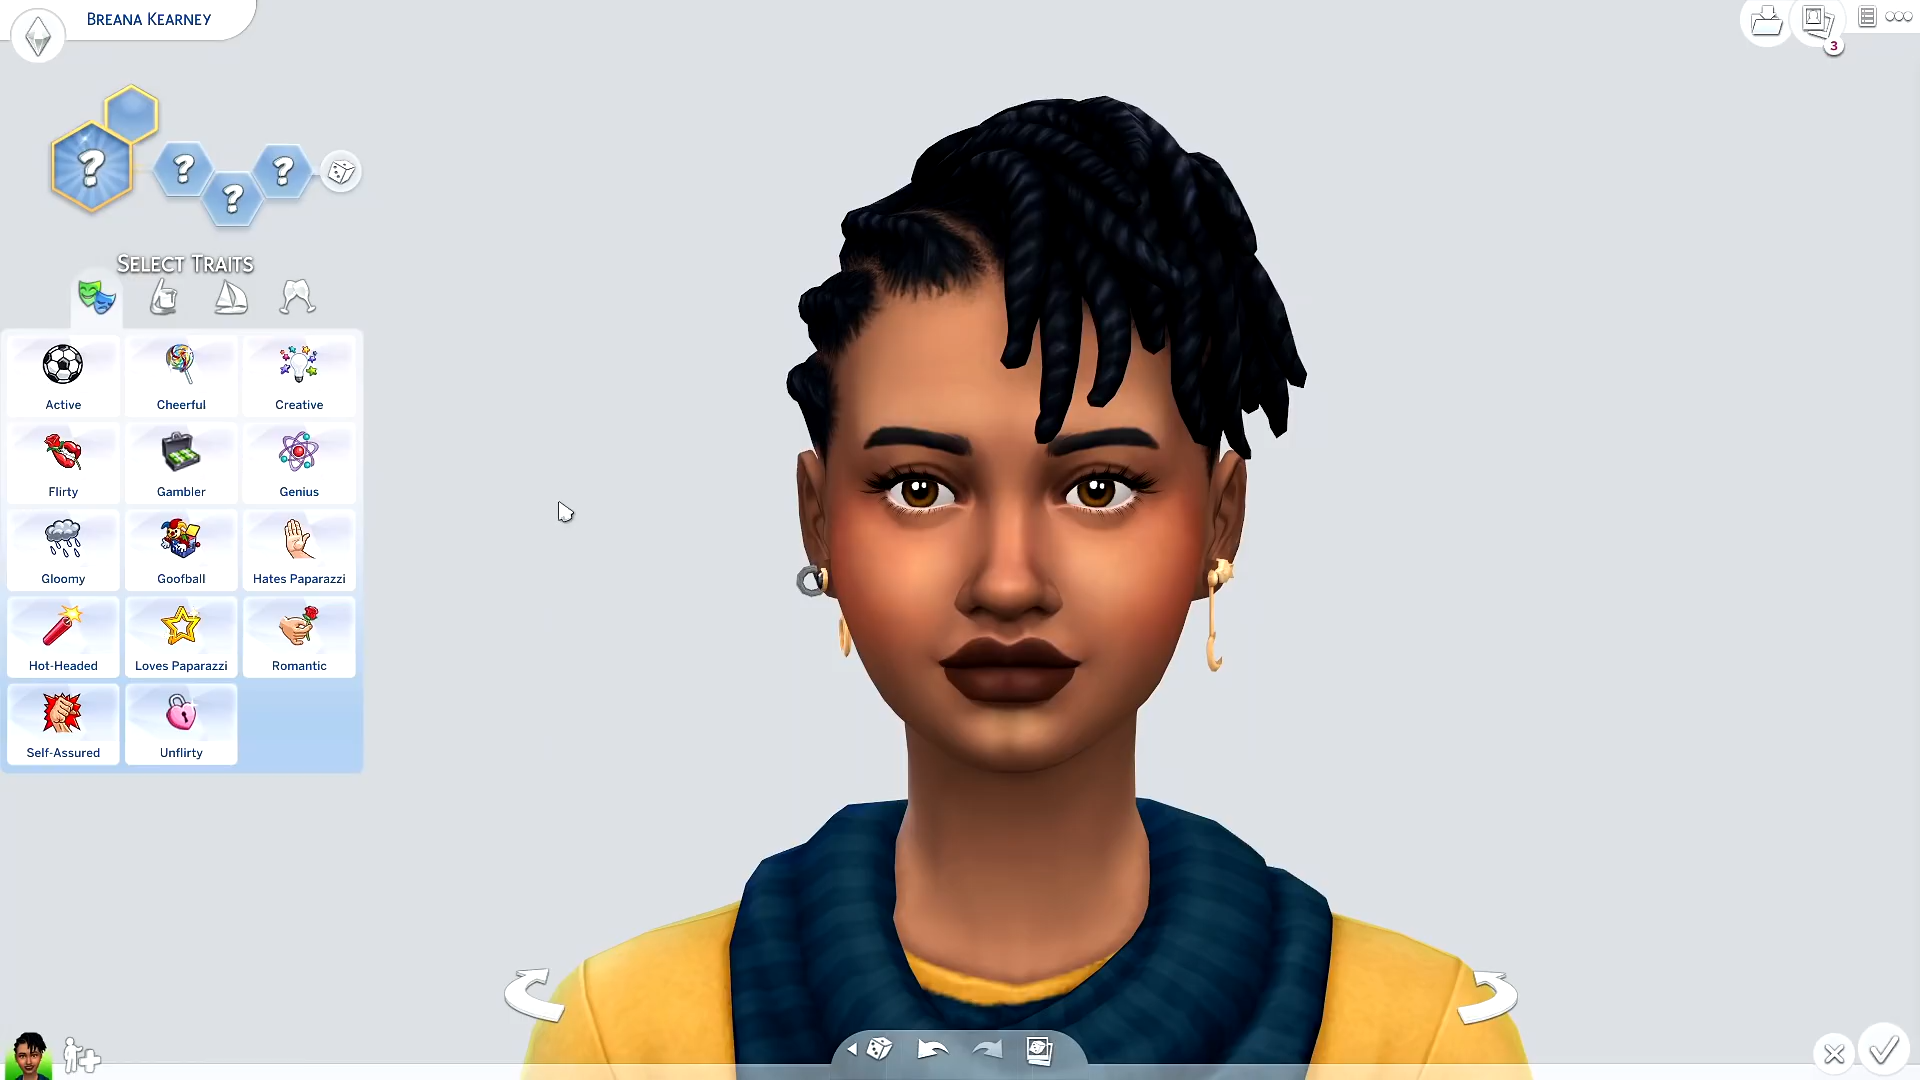 Breana Kearney
3
?
? ? ?
Select Traits
Active Cheerful Creative
Flirty Gambler Genius
Gloomy Goofball Hates Paparazzi
Hot-Headed Loves Paparazzi Romantic
Self-Assured Unflirty